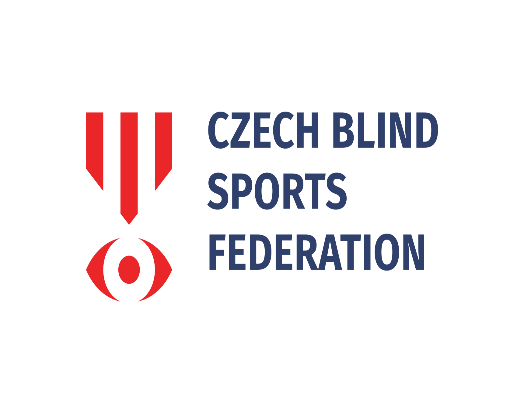 CZECH BLIND
SPORTS
FEDERATION